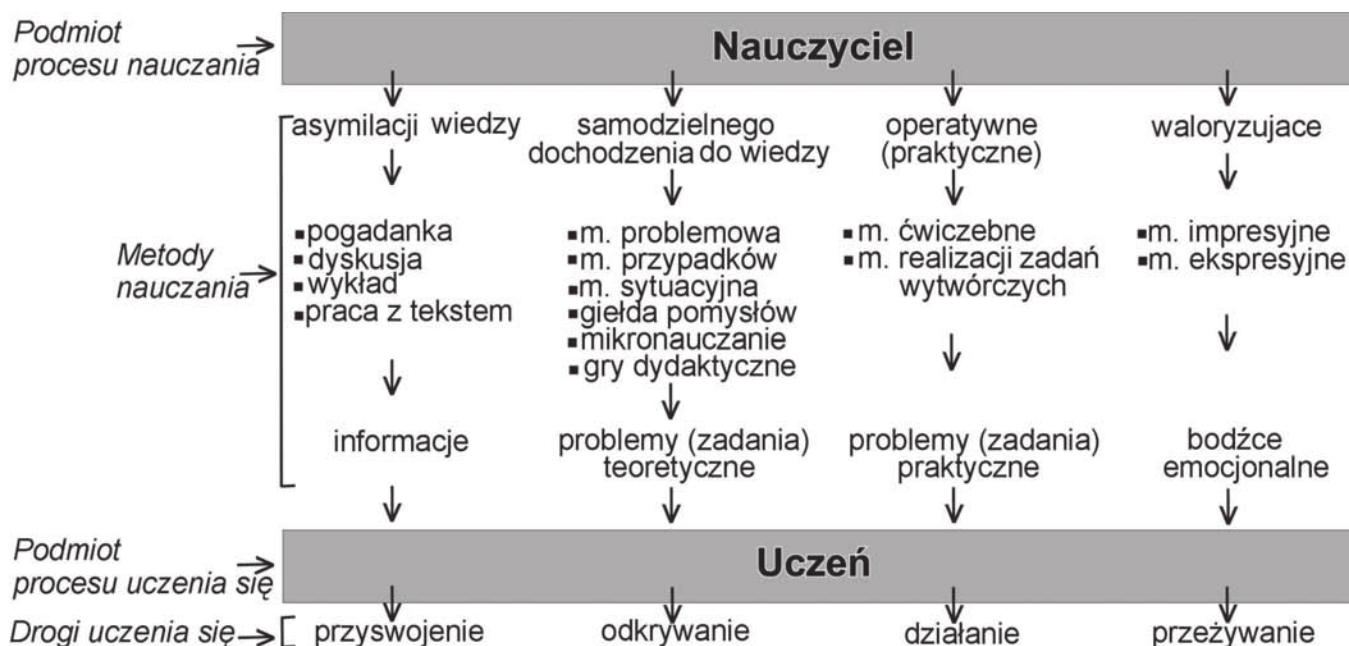 Podmiot
procesu nauczania
Nauczyciel
Metody
nauczania
asymilacji wiedzy
▪pogadanka
▪dyskusja
▪wykład
▪praca z tekstem
informacje
samodzielnego
dochodzenia do wiedzy
▪m. problemowa
▪m. przypadków
▪m. sytuacyjna
▪giełda pomysłów
▪mikronauczanie
▪gry dydaktyczne
problemy (zadania)
teoretyczne
operatywne
(praktyczne)
▪m. ćwiczebne
▪m. realizacji zadań
wytwórczych
problemy (zadania)
praktyczne
waloryzujace
▪m. impresyjne
▪m. ekspresyjne
bodźce
emocjonalne
Podmiot
procesu uczenia się
Uczeń
Drogi uczenia się
przyswojenie
odkrywanie
działanie
przeżywanie